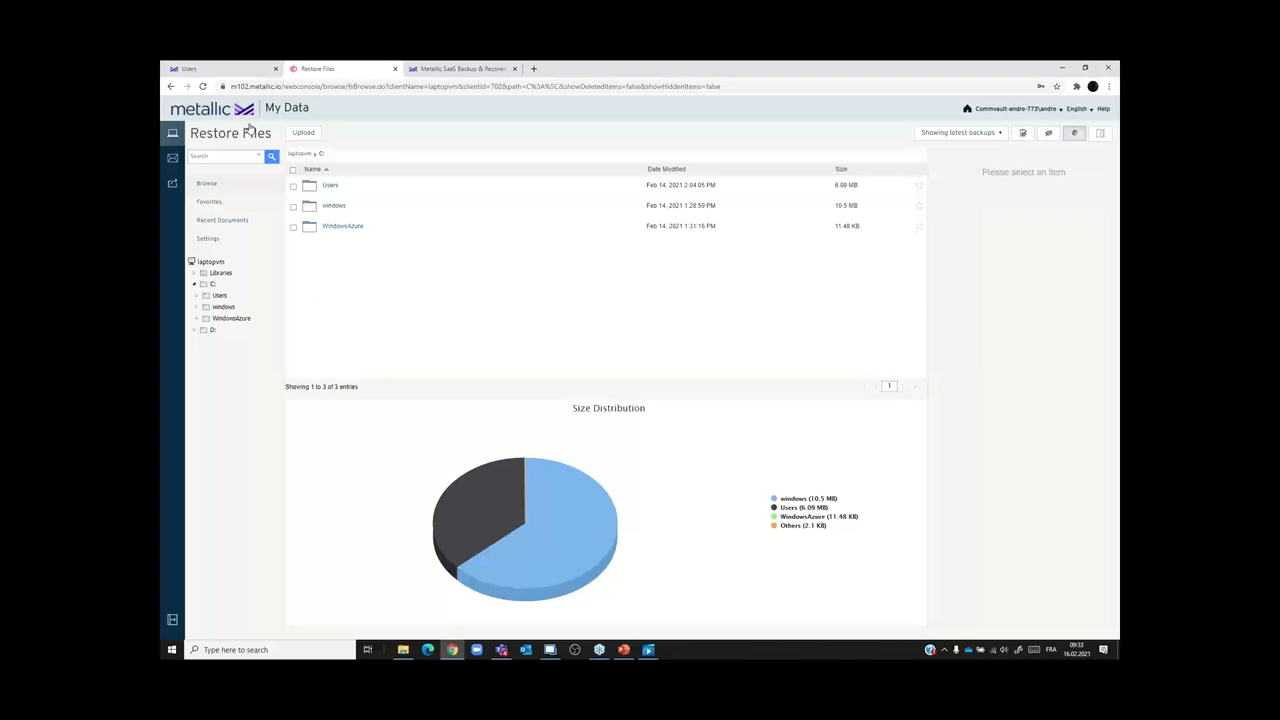 Users
Restore Files
Metallic SaaS Backup & Recove
m102.metallic.io/webconsole/browse/fsBrowse.do?clientName=laptopvm&clientId=702&path=C%3A%5C;&showDeletedItems=false&showHiddenItems=false
metallic My Data
Commvault-andre-773\andre English Help
Restore Files
Upload
Showing latest backups
Search
laptopvm > C:
Please select an item
Name Date Modified Size
Browse
Users Feb 14, 2021 2:04:05 PM 6.09 MB
Favorites
windows Feb 14, 2021 1:28:59 PM 10.5 MB
Recent Documents
WindowsAzure Feb 14, 2021 1:31:16 PM 11.48 KB
Settings
laptopvm
Libraries
C:
Users
windows
WindowsAzure
D:
Showing 1 to 3 of 3 entries
1
Size Distribution
windows (10.5 MB)
Users (6.09 MB)
WindowsAzure (11.48 KB)
Others (2.1 KB)
Type here to search
FRA
09:33
16.02.2021